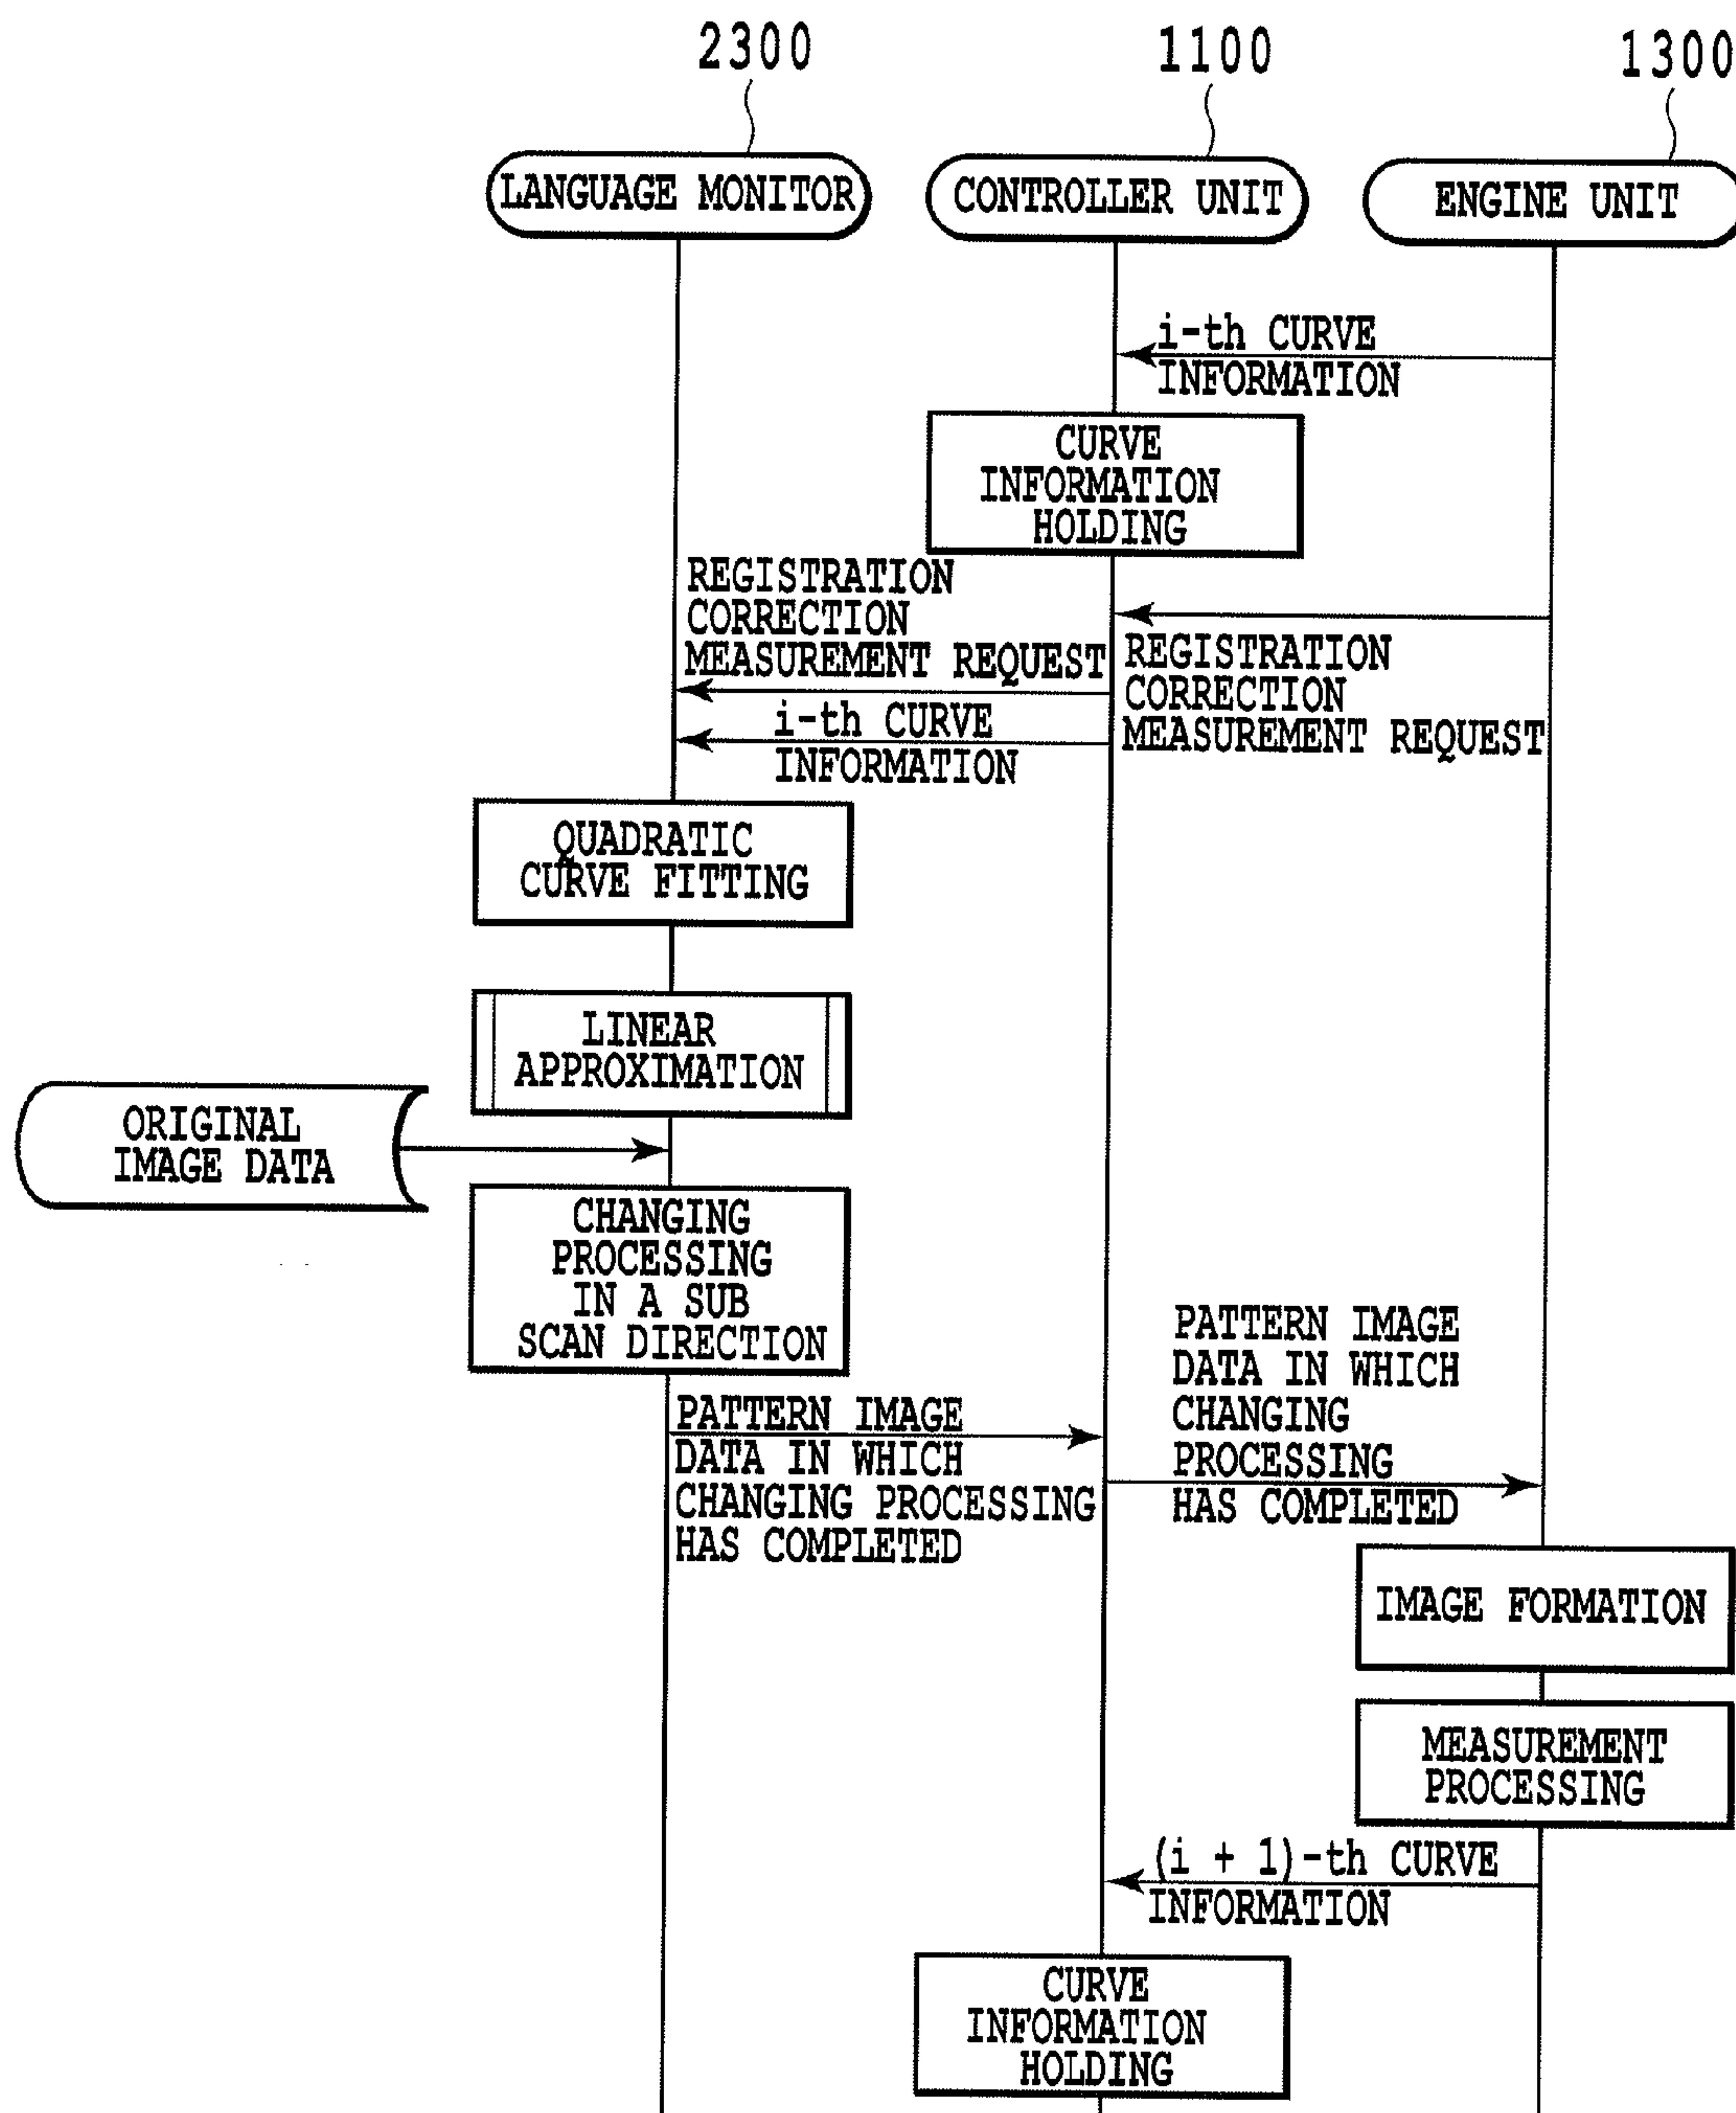 2300
1100
1300
LANGUAGE MONITOR
CONTROLLER UNIT
ENGINE UNIT
i-th CURVE
INFORMATION
CURVE
INFORMATION
HOLDING
REGISTRATION
CORRECTION
MEASUREMENT REQUEST
REGISTRATION
CORRECTION
MEASUREMENT REQUEST
i-th CURVE
INFORMATION
QUADRATIC
CURVE FITTING
LINEAR
APPROXIMATION
ORIGINAL
IMAGE DATA
CHANGING
PROCESSING
IN A SUB
SCAN DIRECTION
PATTERN IMAGE
DATA IN WHICH
CHANGING PROCESSING
HAS COMPLETED
PATTERN IMAGE
DATA IN WHICH
CHANGING
PROCESSING
HAS COMPLETED
IMAGE FORMATION
MEASUREMENT
PROCESSING
(i + 1)-th CURVE
INFORMATION
CURVE
INFORMATION
HOLDING